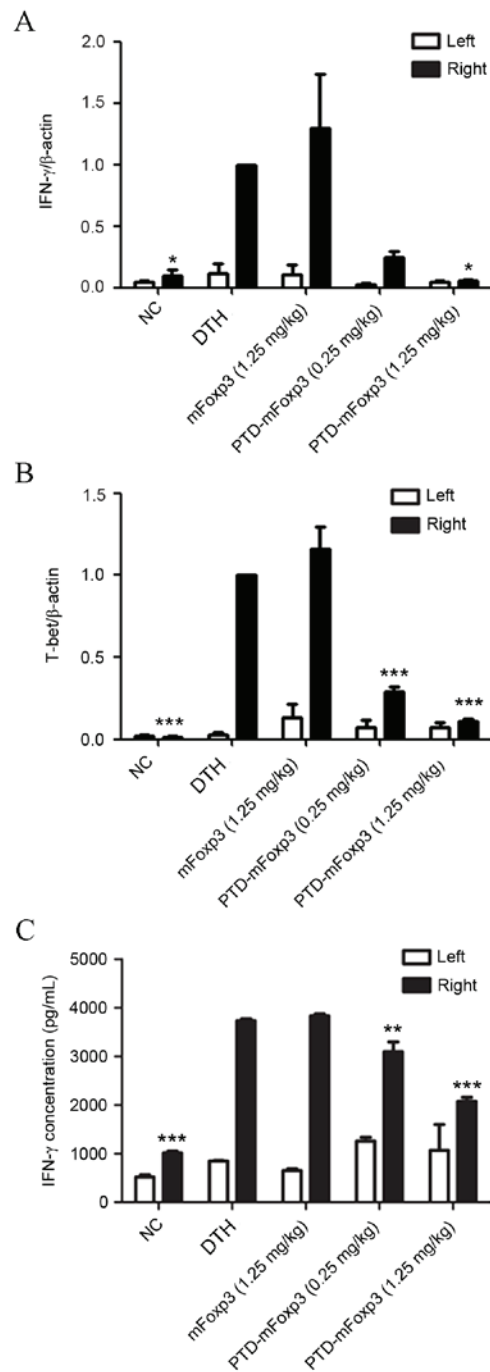 A
Left
Right
IFN-γ/β-actin
2.0
1.5
1.0
0.5
0.0
*
*
NC
DTH
mFoxp3 (1.25 mg/kg)
PTD-mFoxp3 (0.25 mg/kg)
PTD-mFoxp3 (1.25 mg/kg)
B
Left
Right
T-bet/β-actin
1.5
1.0
0.5
0.0
***
***
***
NC
DTH
mFoxp3 (1.25 mg/kg)
PTD-mFoxp3 (0.25 mg/kg)
PTD-mFoxp3 (1.25 mg/kg)
C
Left
Right
IFN-γ concentration (pg/mL)
5000
4000
3000
2000
1000
0
***
**
***
NC
DTH
mFoxp3 (1.25 mg/kg)
PTD-mFoxp3 (0.25 mg/kg)
PTD-mFoxp3 (1.25 mg/kg)